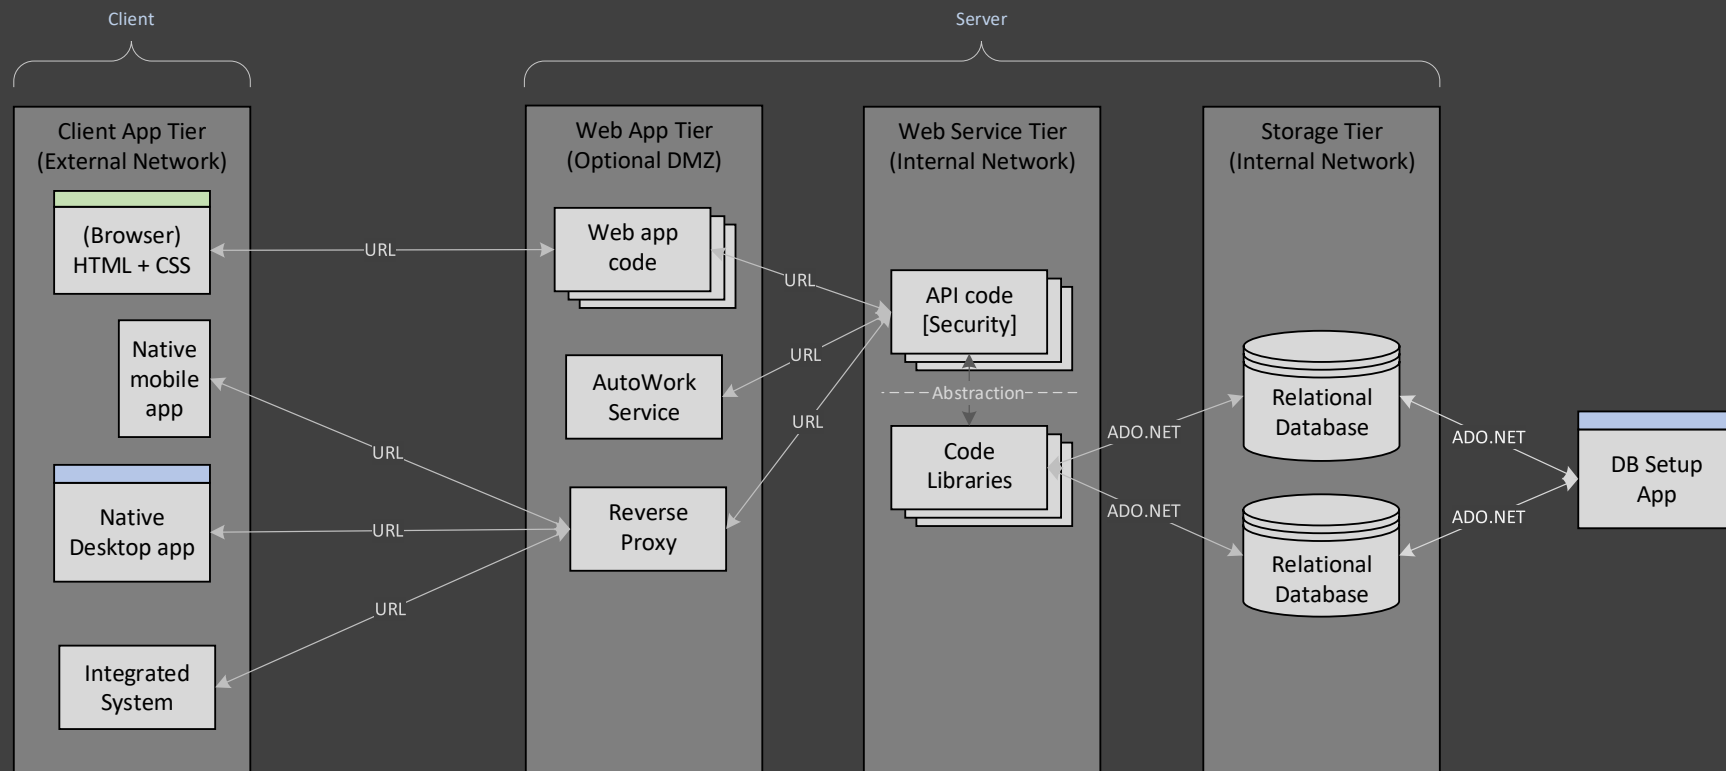 Client
Server
Client App Tier
(External Network)
(Browser)
HTML + CSS
Native
mobile
app
Native
Desktop app
Integrated
System
URL
URL
URL
URL
Web App Tier
(Optional DMZ)
Web app
code
AutoWork
Service
Reverse
Proxy
URL
URL
URL
Web Service Tier
(Internal Network)
API code
[Security]
Abstraction
Code
Libraries
ADO.NET
ADO.NET
Storage Tier
(Internal Network)
Relational
Database
Relational
Database
ADO.NET
ADO.NET
DB Setup
App